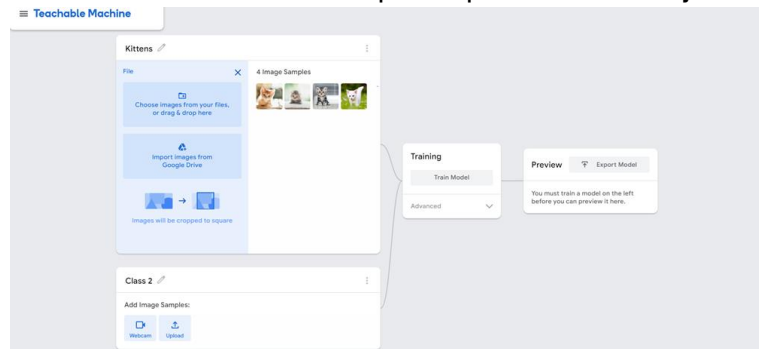 Teachable Machine
Kittens
File
4 Image Samples
Choose images from your files,
or drag & drop here
Import images from
Google Drive
Images will be cropped to square
Training
Train Model
Advanced
Preview
Export Model
You must train a model on the left
before you can preview it here.
Class 2
Add Image Samples:
Webcam
Upload